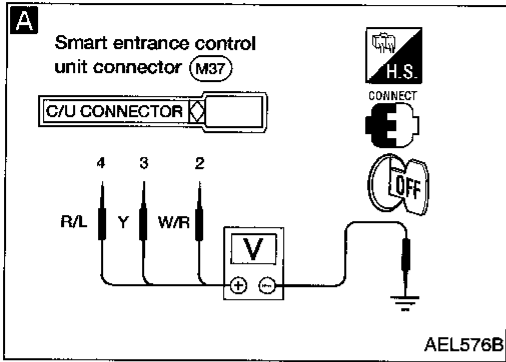 A
Smart entrance control
unit connector M37
H.S.
CONNECT
C/U CONNECTOR
OFF
4 3 2
R/L Y W/R
V
+ −
AEL576B